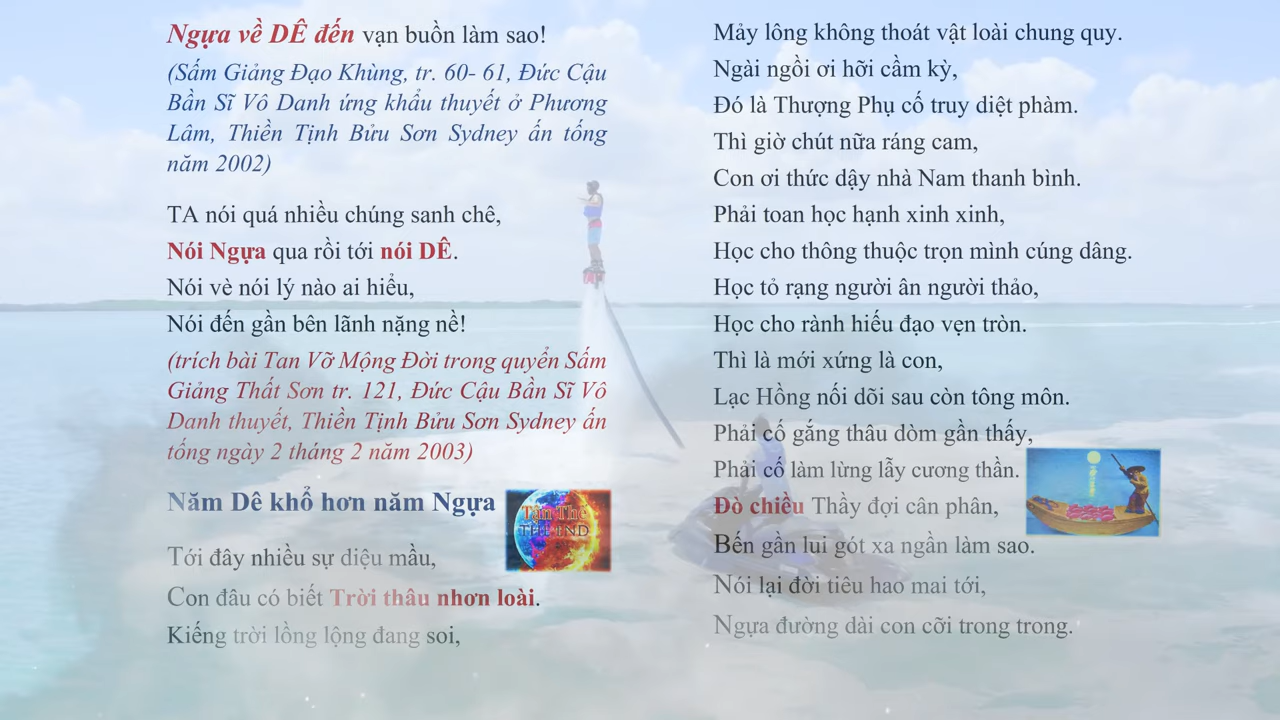 Ngựa về DÊ đến vạn buồn làm sao!
(Sấm Giảng Đạo Khùng, tr. 60- 61, Đức Cậu
Bần Sĩ Vô Danh ứng khẩu thuyết ở Phương
Lâm, Thiền Tịnh Bửu Sơn Sydney ấn tống
năm 2002)
TA nói quá nhiều chúng sanh chê,
Nói Ngựa qua rồi tới nói DÊ.
Nói vè nói lý nào ai hiểu,
Nói đến gần bên lãnh nặng nề!
(trích bài Tan Vỡ Mộng Đời trong quyển Sấm
Giảng Thất Sơn tr. 121, Đức Cậu Bần Sĩ Vô
Danh thuyết, Thiền Tịnh Bửu Sơn Sydney ấn
tống ngày 2 tháng 2 năm 2003)
Năm Dê khổ hơn năm Ngựa
Tận Thế
THE END
Tới đây nhiều sự diệu mầu,
Con đâu có biết Trời thâu nhơn loài.
Kiếng trời lồng lộng đang soi,
Mảy lông không thoát vật loài chung quy.
Ngài ngồi ơi hỡi cầm kỳ,
Đó là Thượng Phụ cố truy diệt phàm.
Thì giờ chút nữa ráng cam,
Con ơi thức dậy nhà Nam thanh bình.
Phải toan học hạnh xinh xinh,
Học cho thông thuộc trọn mình cúng dâng.
Học tỏ rạng người ân người thảo,
Học cho rành hiếu đạo vẹn tròn.
Thì là mới xứng là con,
Lạc Hồng nối dõi sau còn tông môn.
Phải cố gắng thâu dòm gần thấy,
Phải cố làm lừng lẫy cương thần.
Đò chiều Thầy đợi cân phân,
Bến gần lui gót xa ngần làm sao.
Nói lại đời tiêu hao mai tới,
Ngựa đường dài con cỡi trong trong.